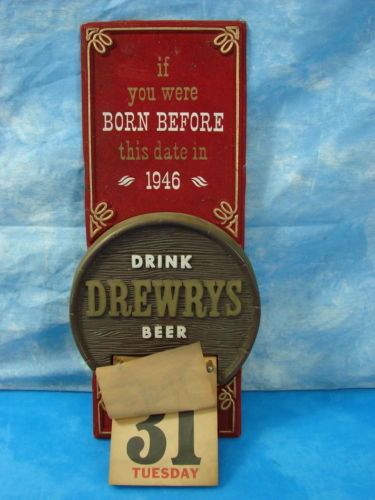 if
you were
BORN BEFORE
this date in
1946
DRINK
DREWRYS
BEER
31
TUESDAY